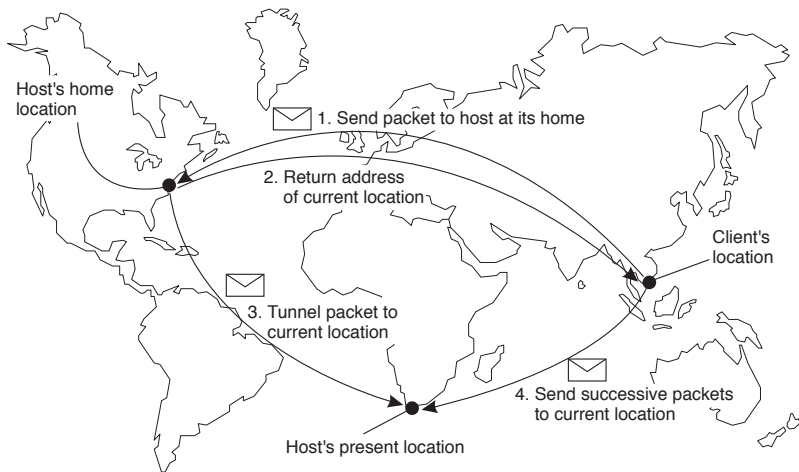 Host's home
location
1. Send packet to host at its home
2. Return address
of current location
Client's
location
3. Tunnel packet to
current location
4. Send successive packets
to current location
Host's present location